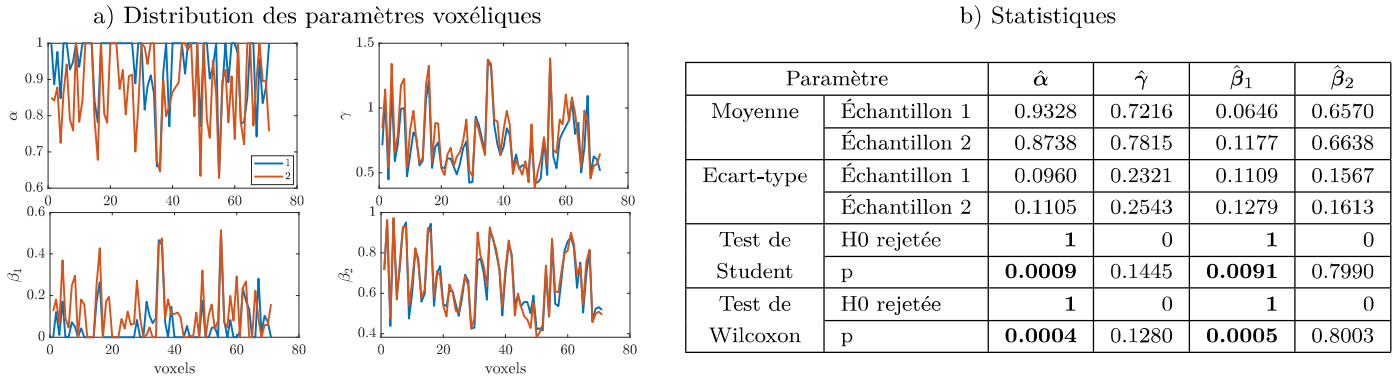 a) Distribution des paramètres voxéliques
1
0.9
0.8
0.7
0.6
α
0 20 40 60 80
1
2
1.5
1
0.5
γ
0 20 40 60 80
0.6
0.4
0.2
0
β₁
0 20 40 60 80
voxels
1
0.8
0.6
0.4
β₂
0 20 40 60 80
voxels
b) Statistiques
Paramètre α̂ γ̂ β̂₁ β̂₂
Moyenne Échantillon 1 0.9328 0.7216 0.0646 0.6570
Échantillon 2 0.8738 0.7815 0.1177 0.6638
Ecart-type Échantillon 1 0.0960 0.2321 0.1109 0.1567
Échantillon 2 0.1105 0.2543 0.1279 0.1613
Test de H0 rejetée 1 0 1 0
Student p 0.0009 0.1445 0.0091 0.7990
Test de H0 rejetée 1 0 1 0
Wilcoxon p 0.0004 0.1280 0.0005 0.8003